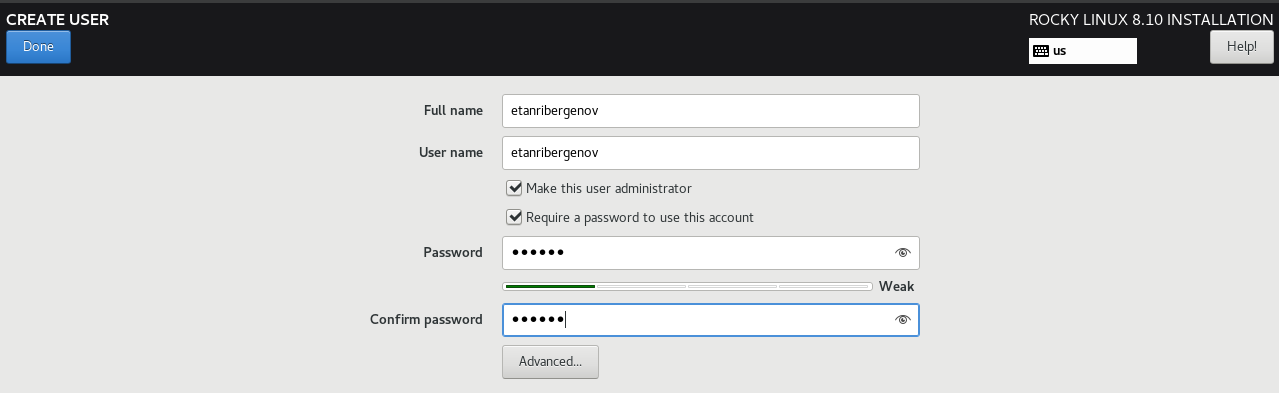 CREATE USER
ROCKY LINUX 8.10 INSTALLATION
Done
us
Help!
Full name
etanribergenov
User name
etanribergenov
Make this user administrator
Require a password to use this account
Password
●●●●●●
Weak
Confirm password
●●●●●●
Advanced...